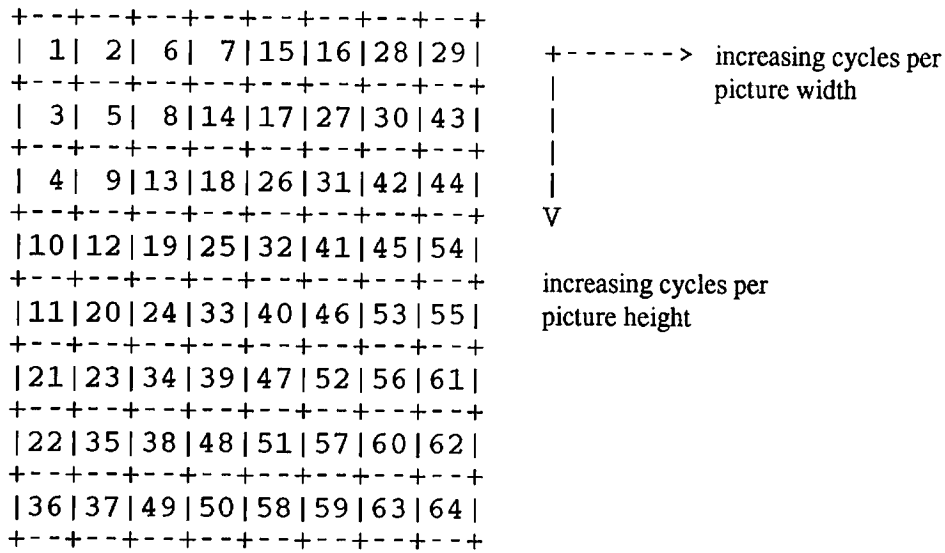 +--+--+--+--+--+--+--+--+
| 1| 2| 6| 7|15|16|28|29|
+--+--+--+--+--+--+--+--+
| 3| 5| 8|14|17|27|30|43|
+--+--+--+--+--+--+--+--+
| 4| 9|13|18|26|31|42|44|
+--+--+--+--+--+--+--+--+
|10|12|19|25|32|41|45|54|
+--+--+--+--+--+--+--+--+
|11|20|24|33|40|46|53|55|
+--+--+--+--+--+--+--+--+
|21|23|34|39|47|52|56|61|
+--+--+--+--+--+--+--+--+
|22|35|38|48|51|57|60|62|
+--+--+--+--+--+--+--+--+
|36|37|49|50|58|59|63|64|
+--+--+--+--+--+--+--+--+
+------> increasing cycles per
| picture width
|
|
|
V
increasing cycles per
picture height